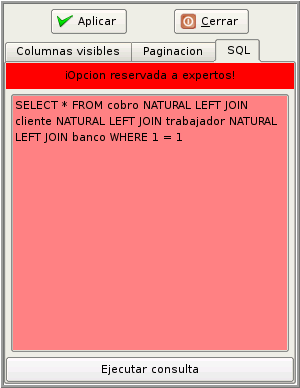 Aplicar Cerrar
Columnas visibles Paginacion SQL
¡Opcion reservada a expertos!
SELECT * FROM cobro NATURAL LEFT JOIN
cliente NATURAL LEFT JOIN trabajador NATURAL
LEFT JOIN banco WHERE 1 = 1
Ejecutar consulta